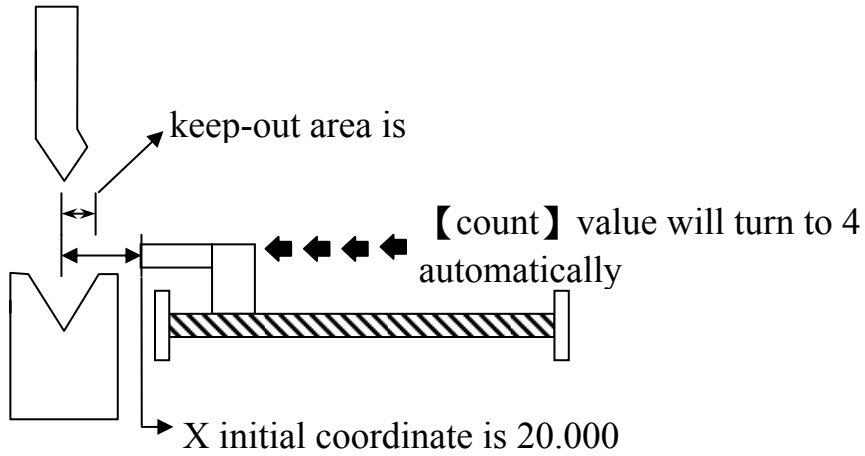 keep-out area is
【count】value will turn to 4
automatically
X initial coordinate is 20.000